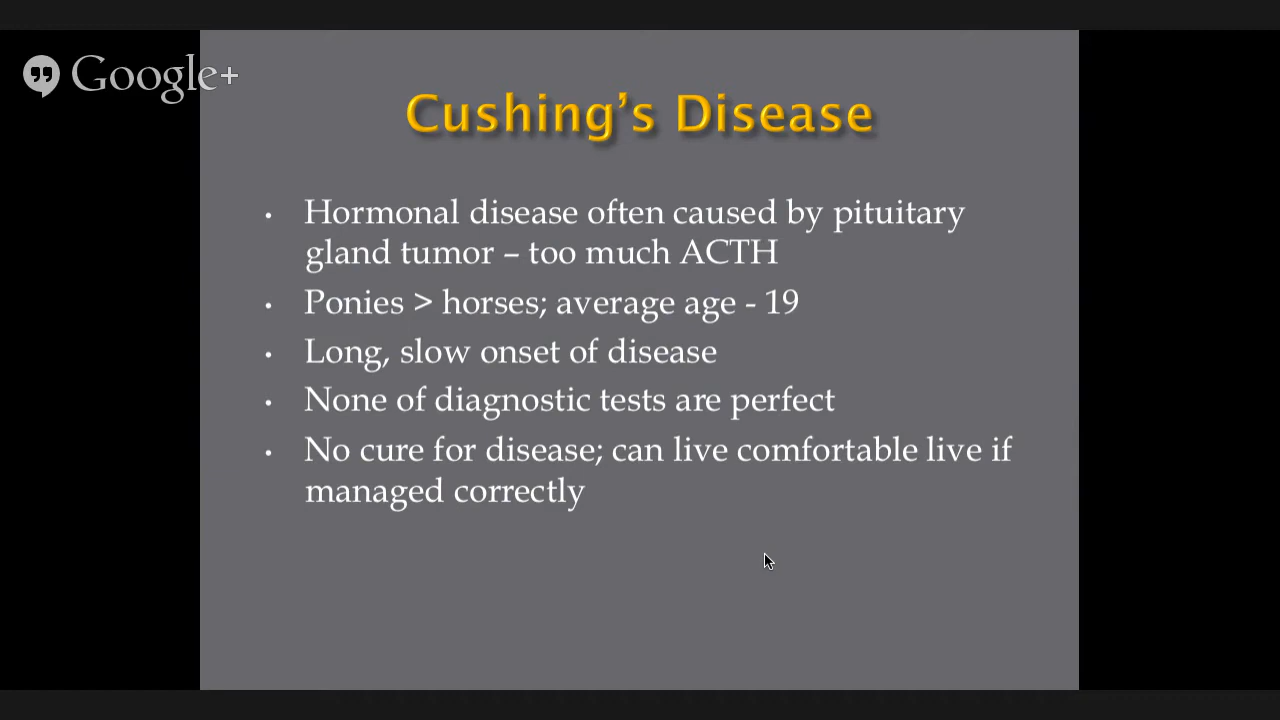 Google+
Cushing’s Disease
• Hormonal disease often caused by pituitary
gland tumor – too much ACTH
• Ponies > horses; average age - 19
• Long, slow onset of disease
• None of diagnostic tests are perfect
• No cure for disease; can live comfortable live if
managed correctly